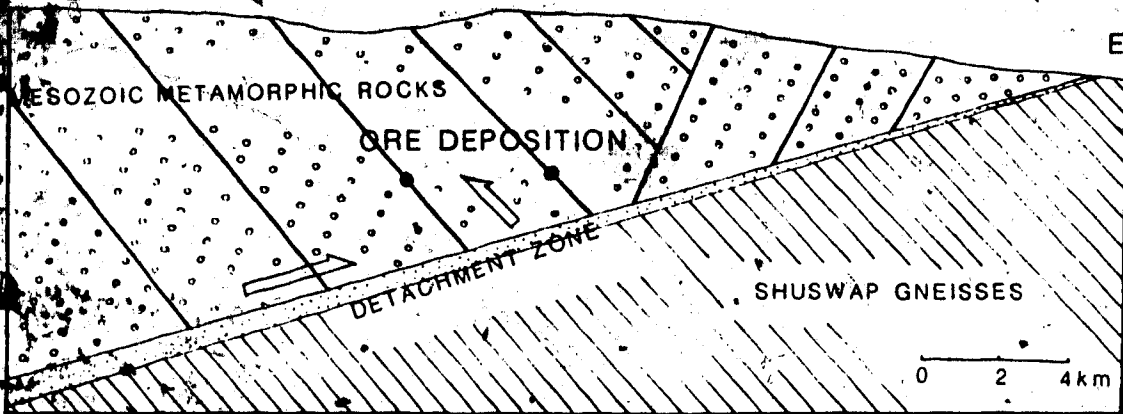 E
MESOZOIC METAMORPHIC ROCKS
ORE DEPOSITION
DETACHMENT ZONE
SHUSWAP GNEISSES
0 2 4 km